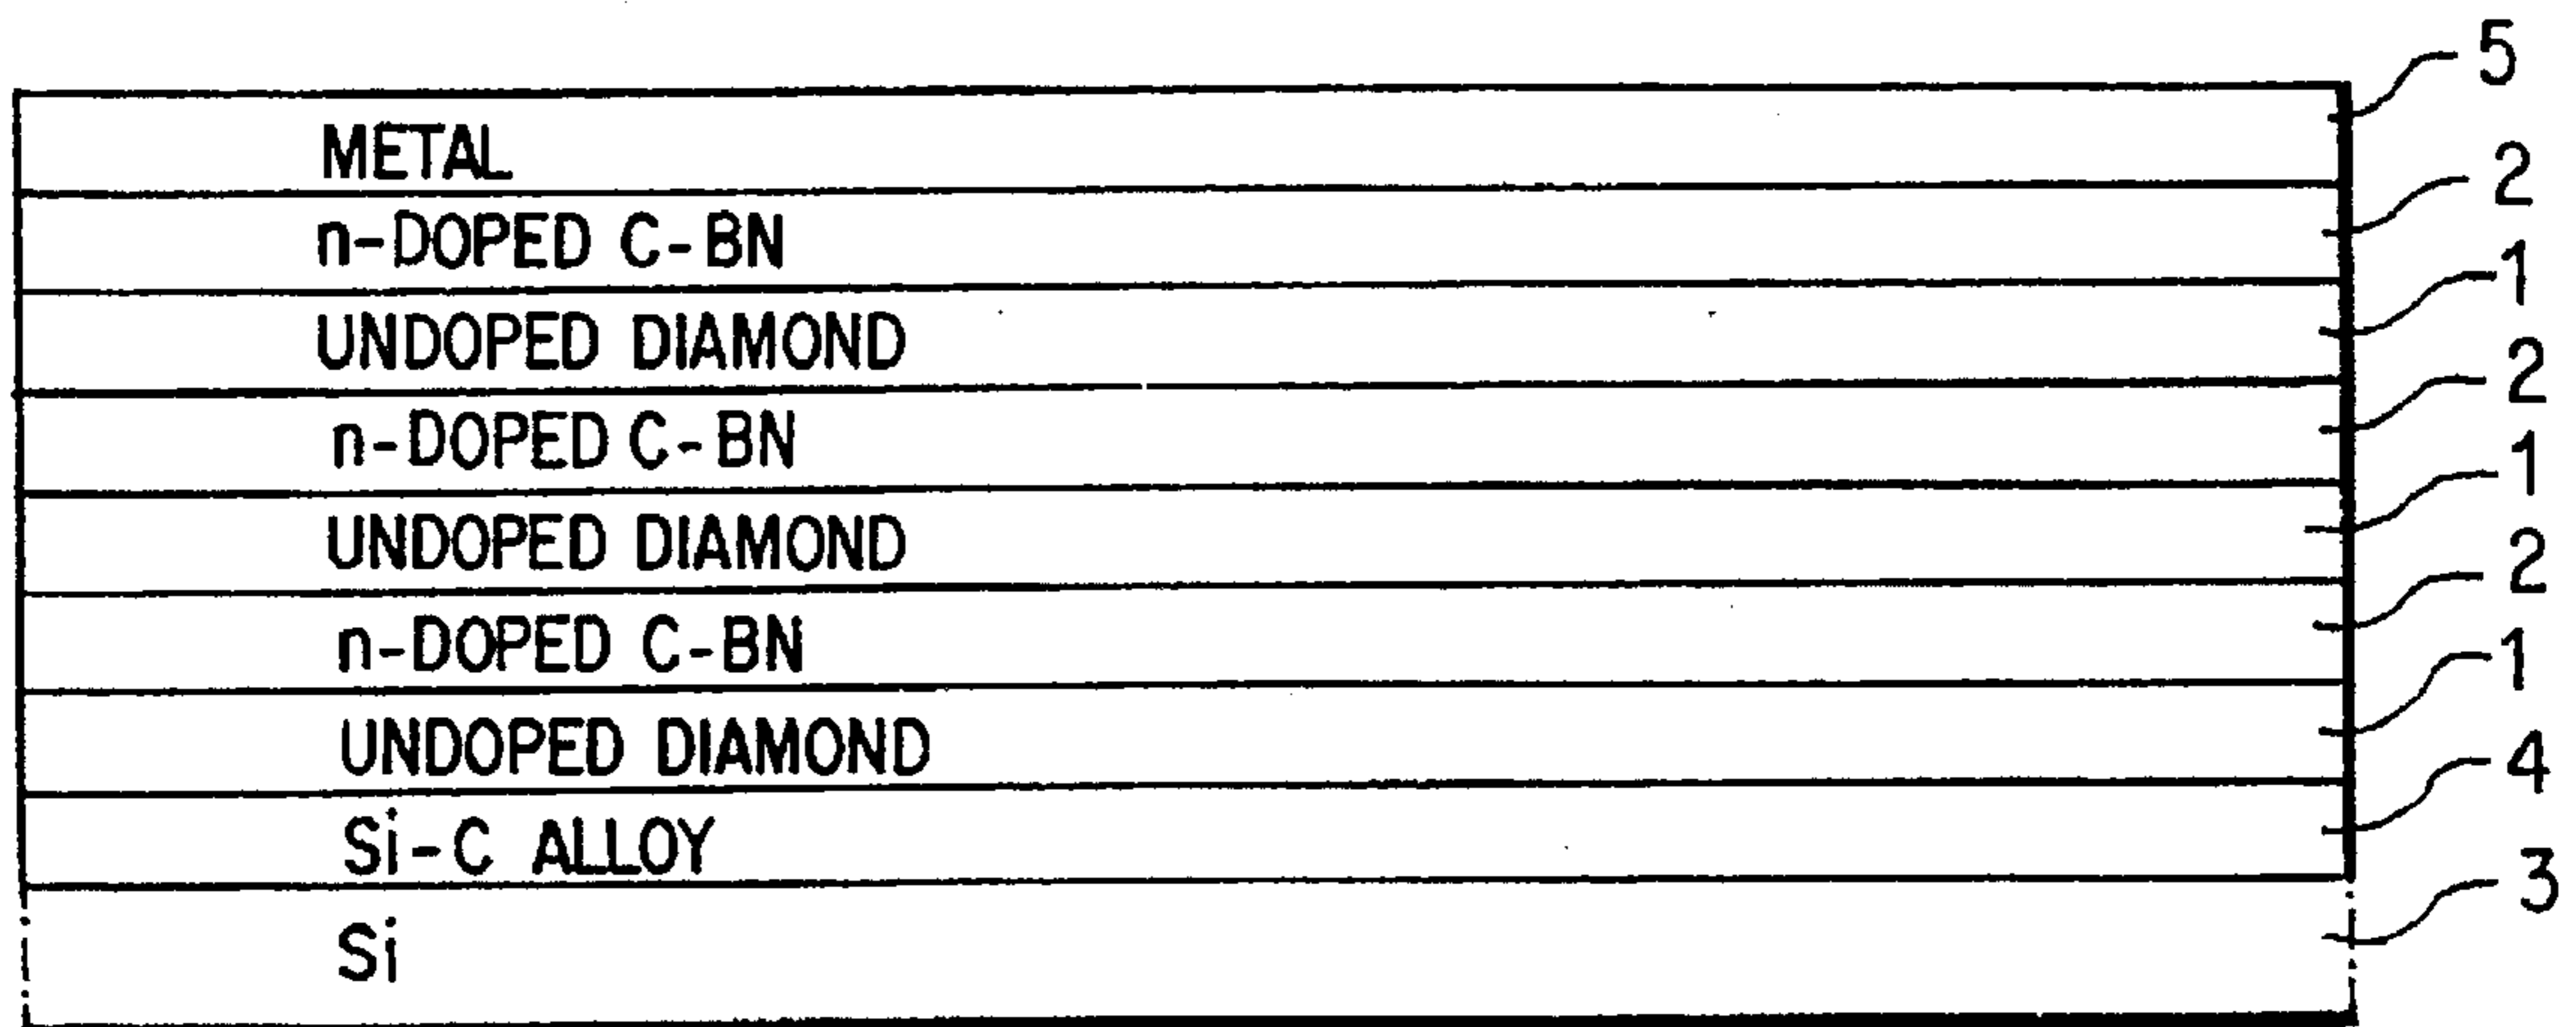 5
METAL
2
n-DOPED C-BN
1
UNDOPED DIAMOND
2
n-DOPED C-BN
1
UNDOPED DIAMOND
2
n-DOPED C-BN
1
UNDOPED DIAMOND
4
Si-C ALLOY
3
Si